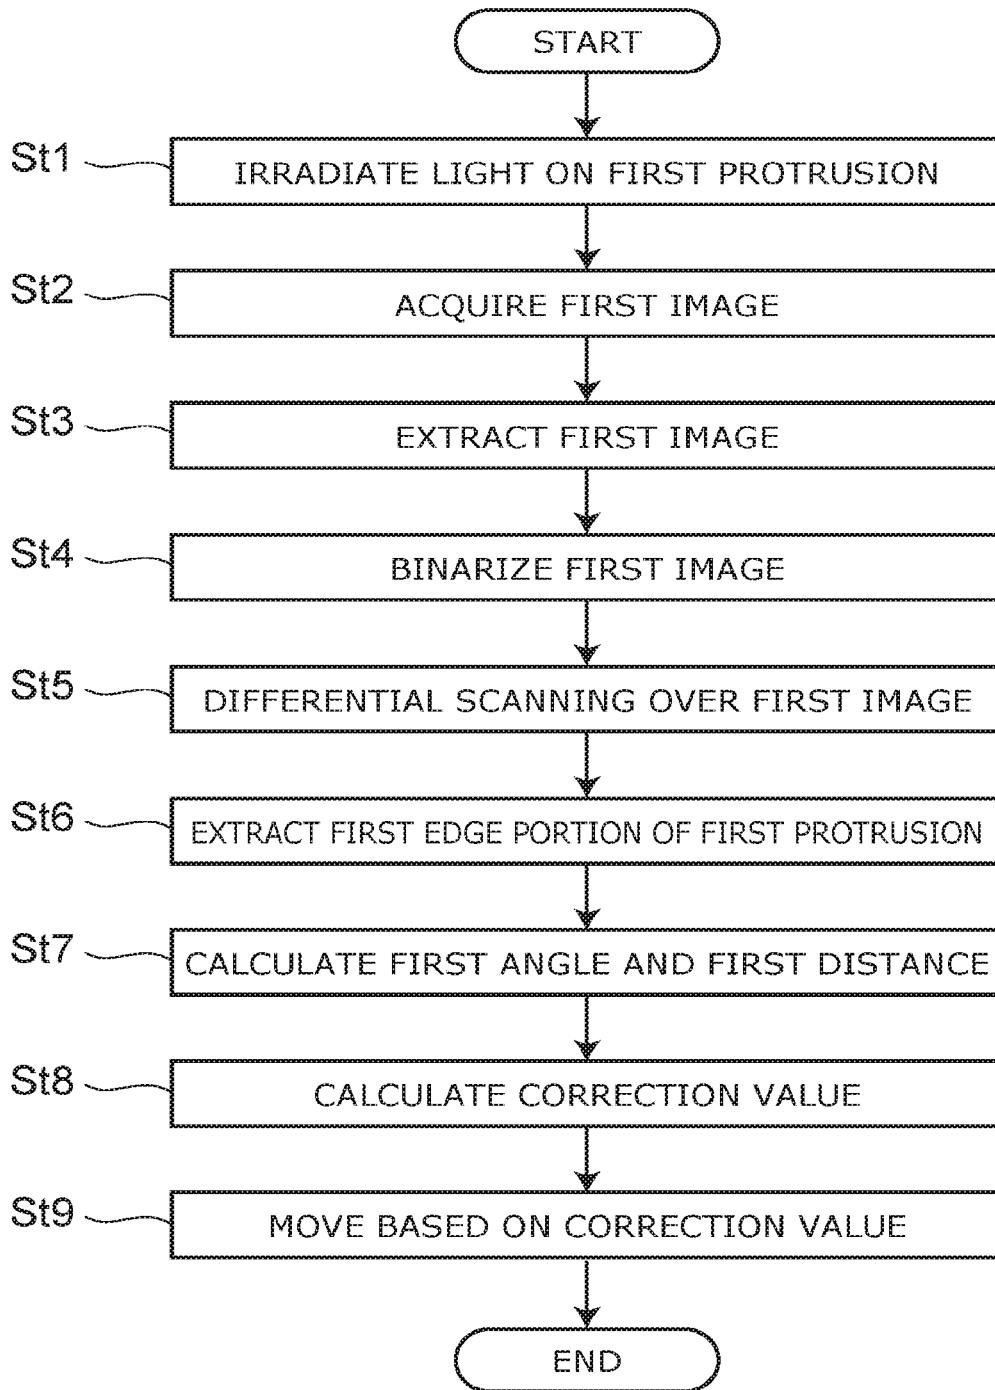 START
St1 IRRADIATE LIGHT ON FIRST PROTRUSION
St2 ACQUIRE FIRST IMAGE
St3 EXTRACT FIRST IMAGE
St4 BINARIZE FIRST IMAGE
St5 DIFFERENTIAL SCANNING OVER FIRST IMAGE
St6 EXTRACT FIRST EDGE PORTION OF FIRST PROTRUSION
St7 CALCULATE FIRST ANGLE AND FIRST DISTANCE
St8 CALCULATE CORRECTION VALUE
St9 MOVE BASED ON CORRECTION VALUE
END